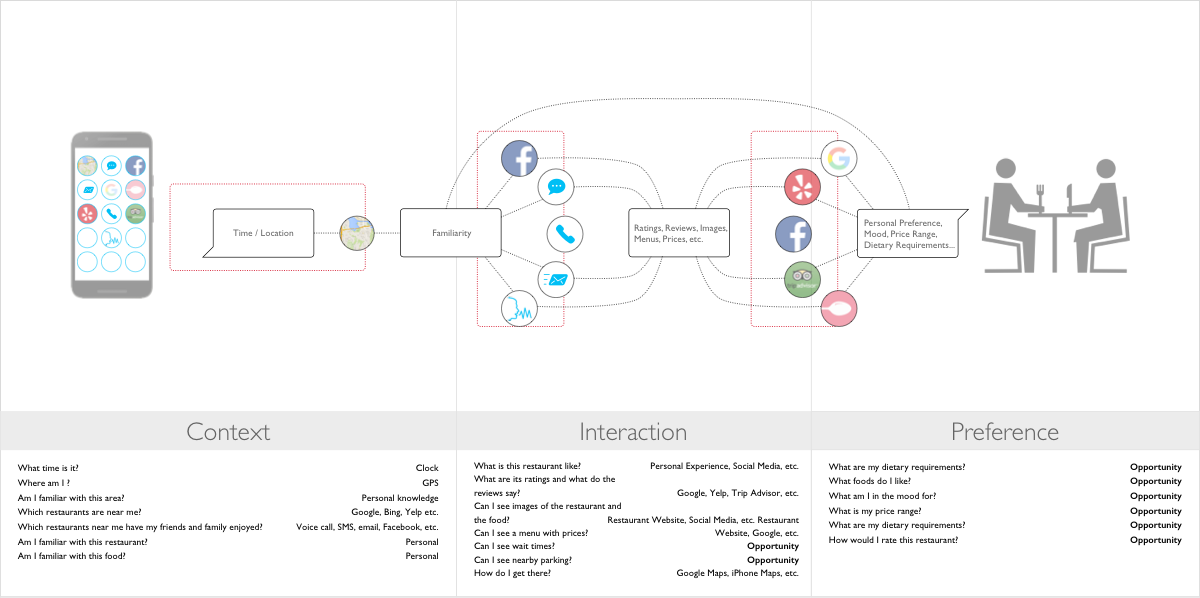 Time / Location
Familiarity
Ratings, Reviews, Images,
Menus, Prices, etc.
Personal Preference,
Mood, Price Range,
Dietary Requirements...
Context
What time is it? Clock
Where am I ? GPS
Am I familiar with this area? Personal knowledge
Which restaurants are near me? Google, Bing, Yelp etc.
Which restaurants near me have my friends and family enjoyed? Voice call, SMS, email, Facebook, etc.
Am I familiar with this restaurant? Personal
Am I familiar with this food? Personal
Interaction
What is this restaurant like? Personal Experience, Social Media, etc.
What are its ratings and what do the
reviews say? Google, Yelp, Trip Advisor, etc.
Can I see images of the restaurant and
the food? Restaurant Website, Social Media, etc. Restaurant
Can I see a menu with prices? Website, Google, etc.
Can I see wait times? Opportunity
Can I see nearby parking? Opportunity
How do I get there? Google Maps, iPhone Maps, etc.
Preference
What are my dietary requirements? Opportunity
What foods do I like? Opportunity
What am I in the mood for? Opportunity
What is my price range? Opportunity
What are my dietary requirements? Opportunity
How would I rate this restaurant? Opportunity